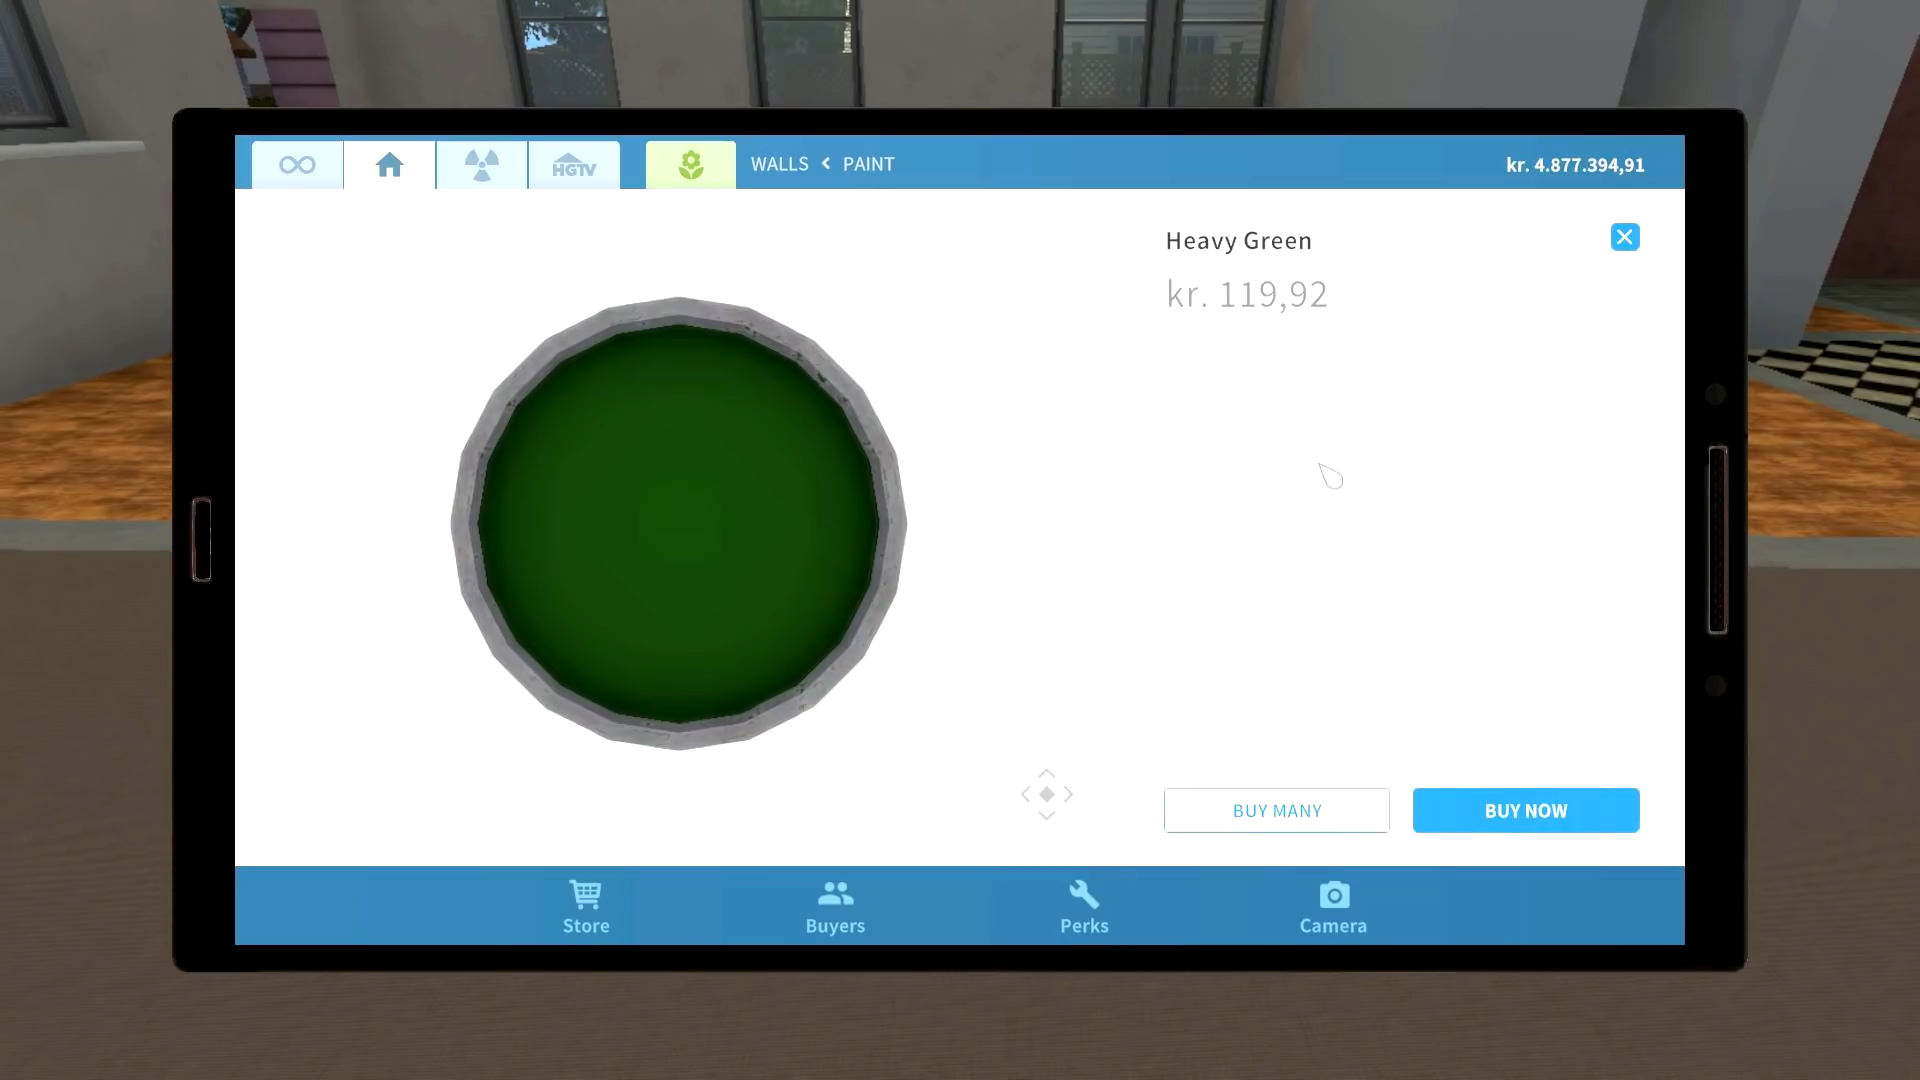 HGTV
WALLS < PAINT
kr. 4.877.394,91
Heavy Green
kr. 119,92
BUY MANY
BUY NOW
Store
Buyers
Perks
Camera